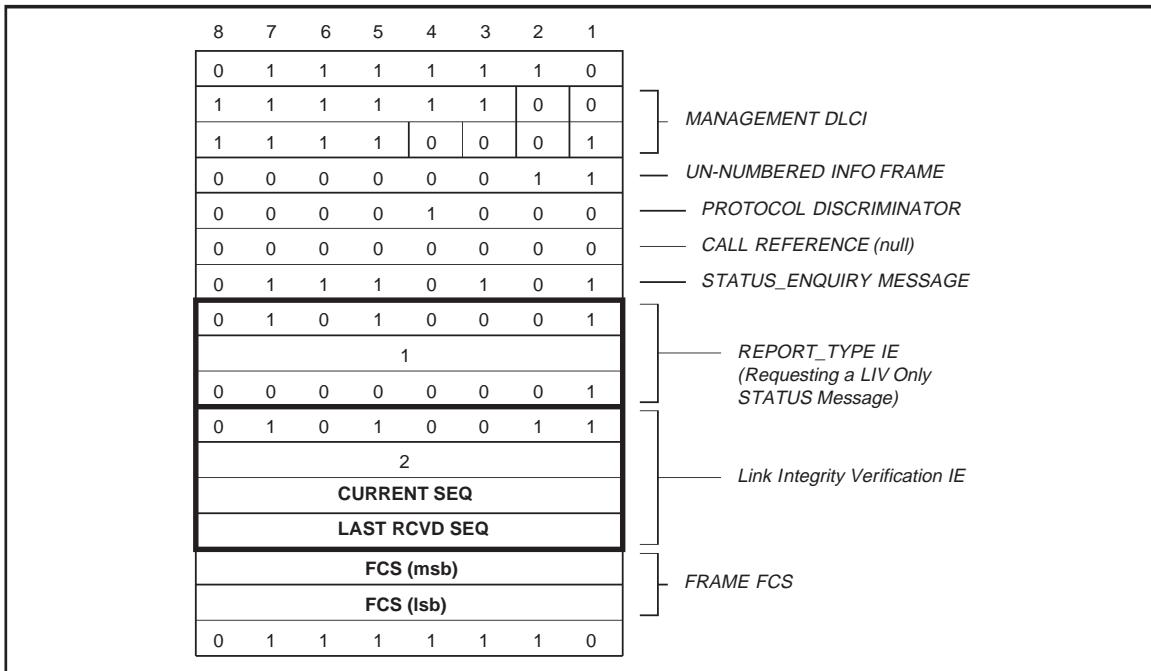 8 7 6 5 4 3 2 1
0 1 1 1 1 1 1 0
1 1 1 1 1 1 0 0
MANAGEMENT DLCI
1 1 1 1 0 0 0 1
0 0 0 0 0 0 1 1 UN-NUMBERED INFO FRAME
0 0 0 0 1 0 0 0 PROTOCOL DISCRIMINATOR
0 0 0 0 0 0 0 0 CALL REFERENCE (null)
0 1 1 1 0 1 0 1 STATUS_ENQUIRY MESSAGE
0 1 0 1 0 0 0 1
1
REPORT_TYPE IE
(Requesting a LIV Only
STATUS Message)
0 0 0 0 0 0 0 1
0 1 0 1 0 0 1 1
2
Link Integrity Verification IE
CURRENT SEQ
LAST RCVD SEQ
FCS (msb)
FRAME FCS
FCS (lsb)
0 1 1 1 1 1 1 0